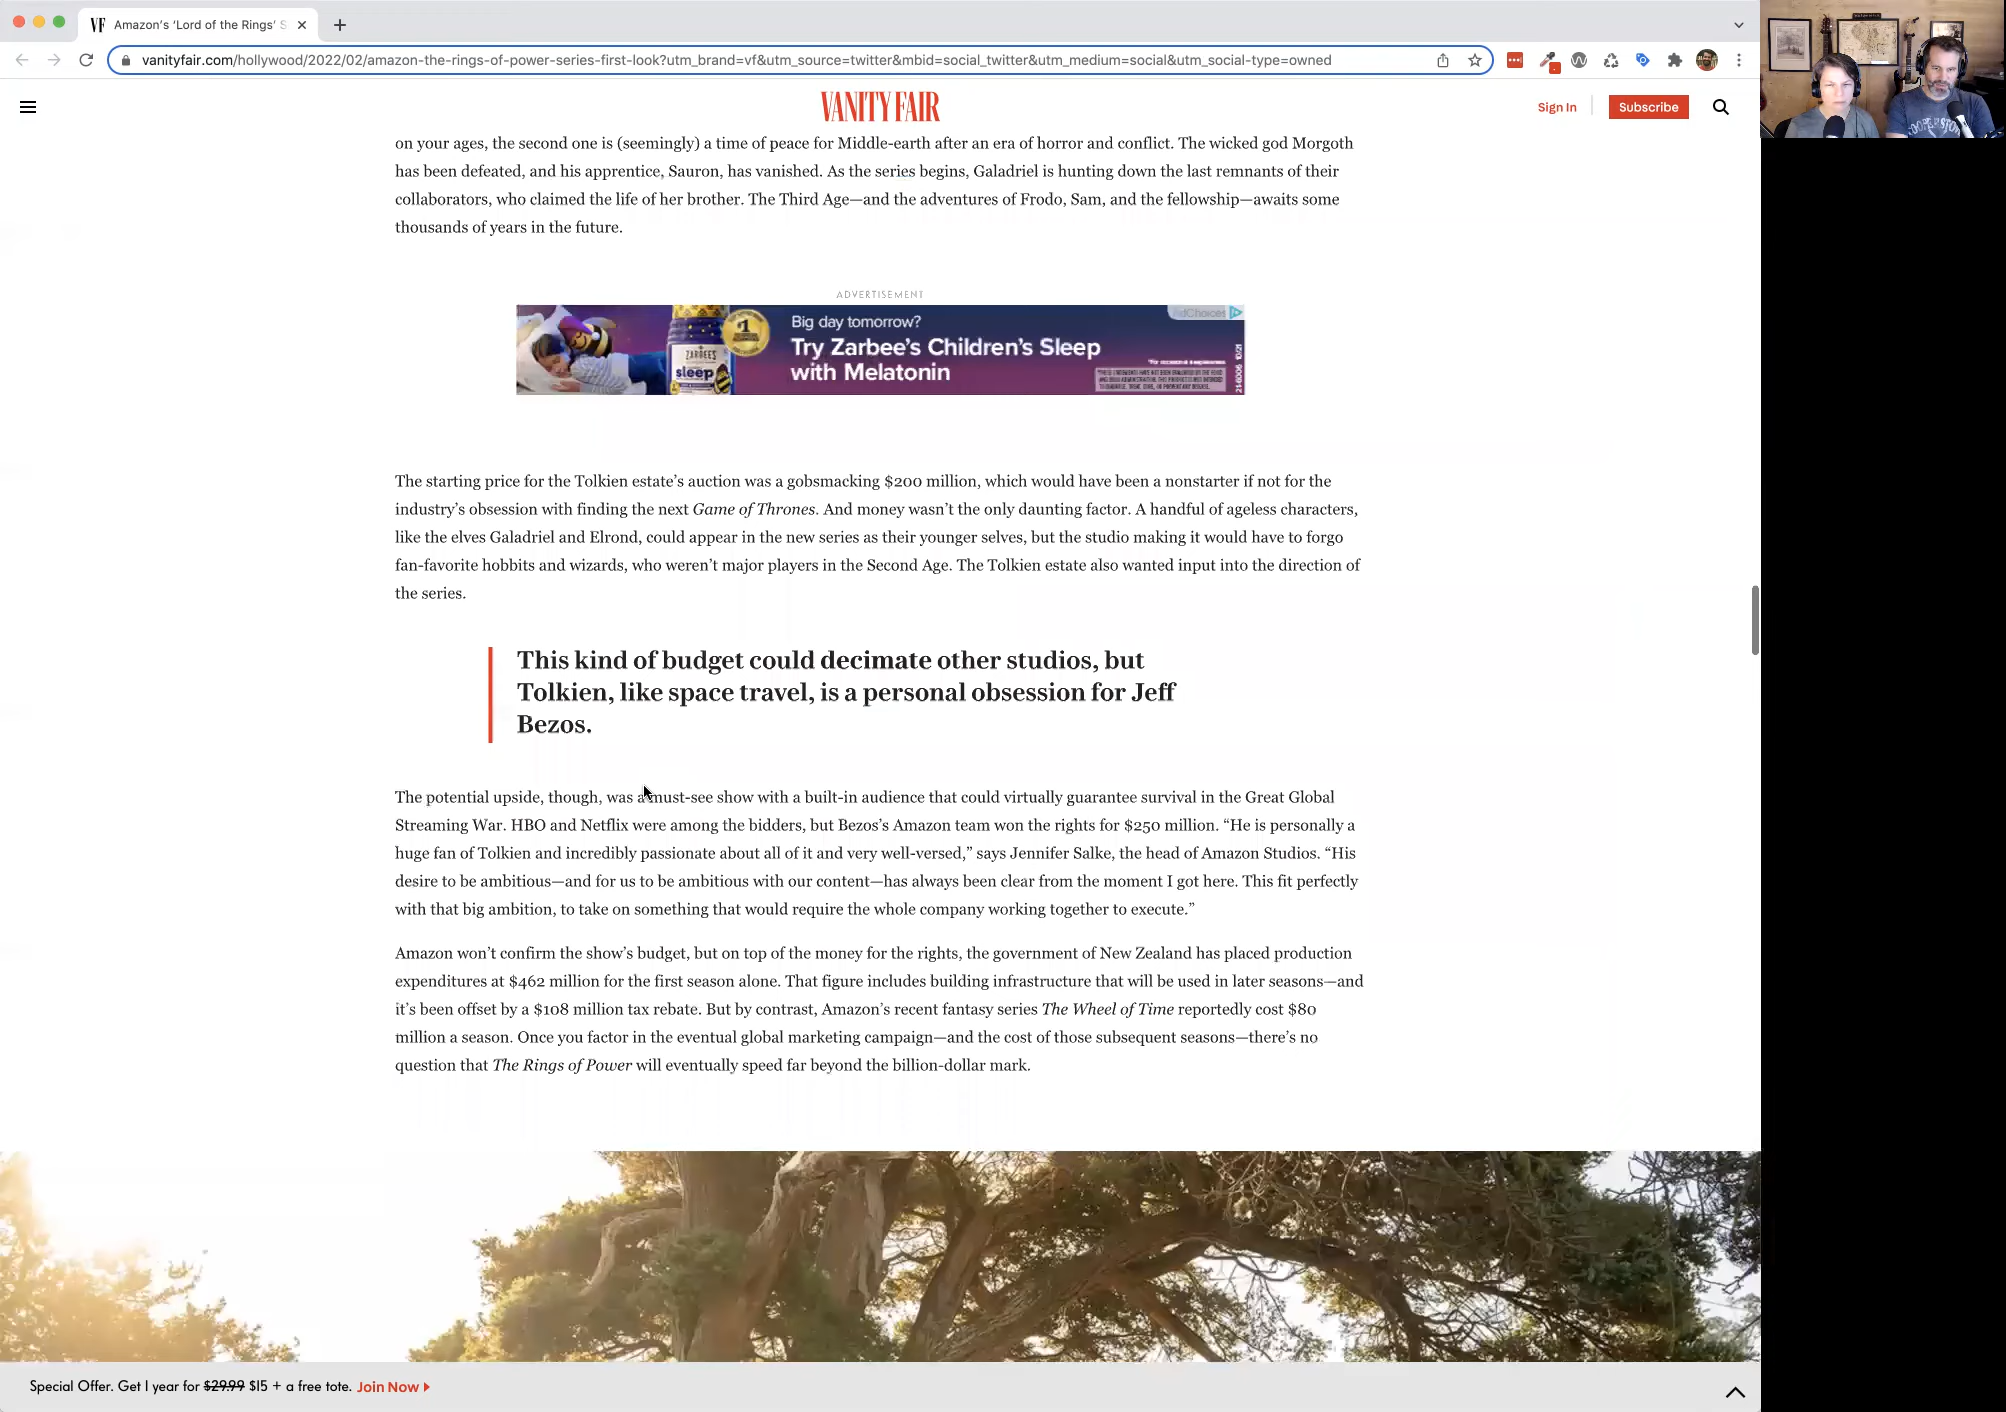 VF Amazon's 'Lord of the Rings' S
vanityfair.com/hollywood/2022/02/amazon-the-rings-of-power-series-first-look?utm_brand=vf&utm_source=twitter&mbid=social_twitter&utm_medium=social&utm_social-type=owned
VANITY FAIR
Sign In
Subscribe
on your ages, the second one is (seemingly) a time of peace for Middle-earth after an era of horror and conflict. The wicked god Morgoth
has been defeated, and his apprentice, Sauron, has vanished. As the series begins, Galadriel is hunting down the last remnants of their
collaborators, who claimed the life of her brother. The Third Age—and the adventures of Frodo, Sam, and the fellowship—awaits some
thousands of years in the future.
ADVERTISEMENT
AdChoices
Big day tomorrow?
Try Zarbee's Children's Sleep
with Melatonin
#1
ZARBEE'S
sleep
The starting price for the Tolkien estate's auction was a gobsmacking $200 million, which would have been a nonstarter if not for the
industry's obsession with finding the next Game of Thrones. And money wasn't the only daunting factor. A handful of ageless characters,
like the elves Galadriel and Elrond, could appear in the new series as their younger selves, but the studio making it would have to forgo
fan-favorite hobbits and wizards, who weren't major players in the Second Age. The Tolkien estate also wanted input into the direction of
the series.
This kind of budget could decimate other studios, but
Tolkien, like space travel, is a personal obsession for Jeff
Bezos.
The potential upside, though, was a must-see show with a built-in audience that could virtually guarantee survival in the Great Global
Streaming War. HBO and Netflix were among the bidders, but Bezos's Amazon team won the rights for $250 million. “He is personally a
huge fan of Tolkien and incredibly passionate about all of it and very well-versed,” says Jennifer Salke, the head of Amazon Studios. “His
desire to be ambitious—and for us to be ambitious with our content—has always been clear from the moment I got here. This fit perfectly
with that big ambition, to take on something that would require the whole company working together to execute.”
Amazon won't confirm the show's budget, but on top of the money for the rights, the government of New Zealand has placed production
expenditures at $462 million for the first season alone. That figure includes building infrastructure that will be used in later seasons—and
it's been offset by a $108 million tax rebate. But by contrast, Amazon's recent fantasy series The Wheel of Time reportedly cost $80
million a season. Once you factor in the eventual global marketing campaign—and the cost of those subsequent seasons—there's no
question that The Rings of Power will eventually speed far beyond the billion-dollar mark.
Special Offer. Get 1 year for $29.99 $15 + a free tote. Join Now